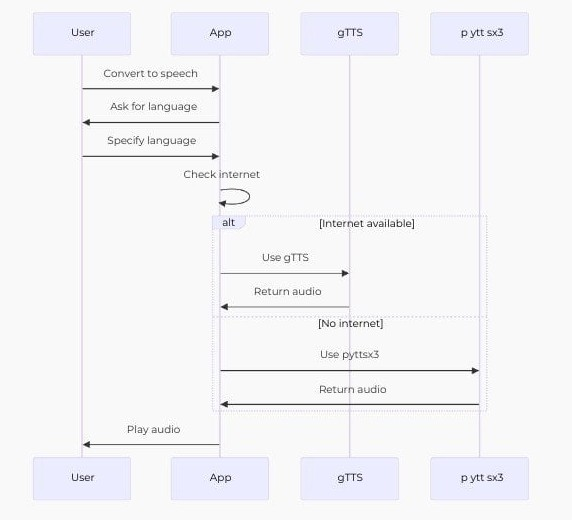 User App gTTS p ytt sx3
Convert to speech
Ask for language
Specify language
Check internet
alt [Internet available]
Use gTTS
Return audio
[No internet]
Use pyttsx3
Return audio
Play audio
User App gTTS p ytt sx3